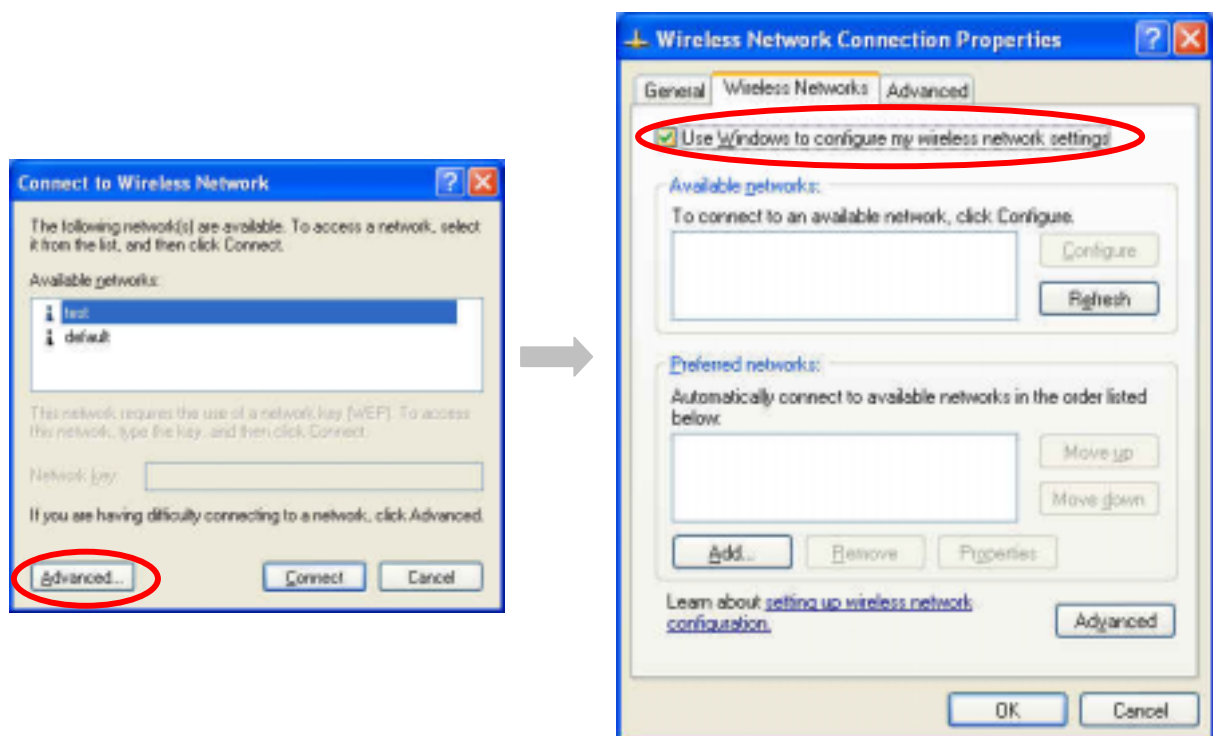 Connect to Wireless Network
The following network(s) are available. To access a network, select
it from the list, and then click Connect.
Available networks:
test
default
This network requires the use of a network key (WEP). To access
this network, type the key, and then click Connect.
Network key:
If you are having difficulty connecting to a network, click Advanced.
Advanced...
Connect
Cancel
Wireless Network Connection Properties
General
Wireless Networks
Advanced
Use Windows to configure my wireless network settings
Available networks:
To connect to an available network, click Configure.
Configure
Refresh
Preferred networks:
Automatically connect to available networks in the order listed
below:
Move up
Move down
Add...
Remove
Properties
Learn about setting up wireless network
configuration.
Advanced
OK
Cancel